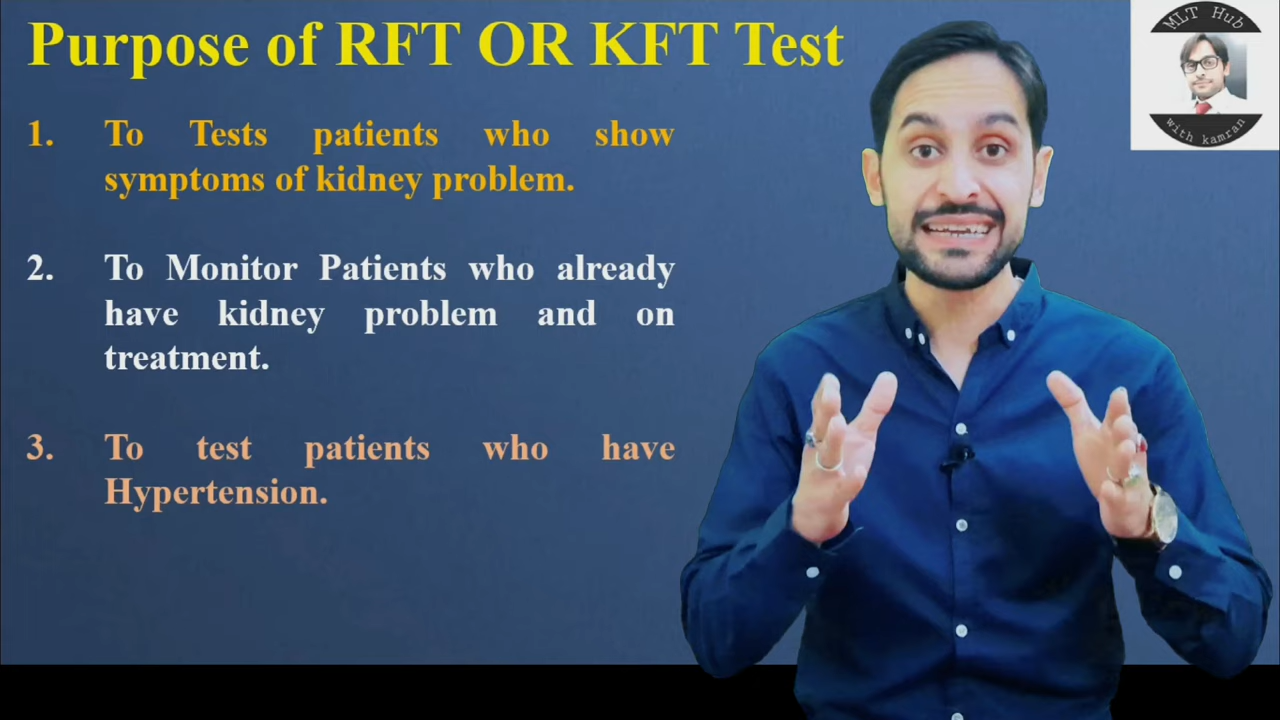 Purpose of RFT OR KFT Test
MLT Hub
with kamran
1. To Tests patients who show
symptoms of kidney problem.
2. To Monitor Patients who already
have kidney problem and on
treatment.
3. To test patients who have
Hypertension.